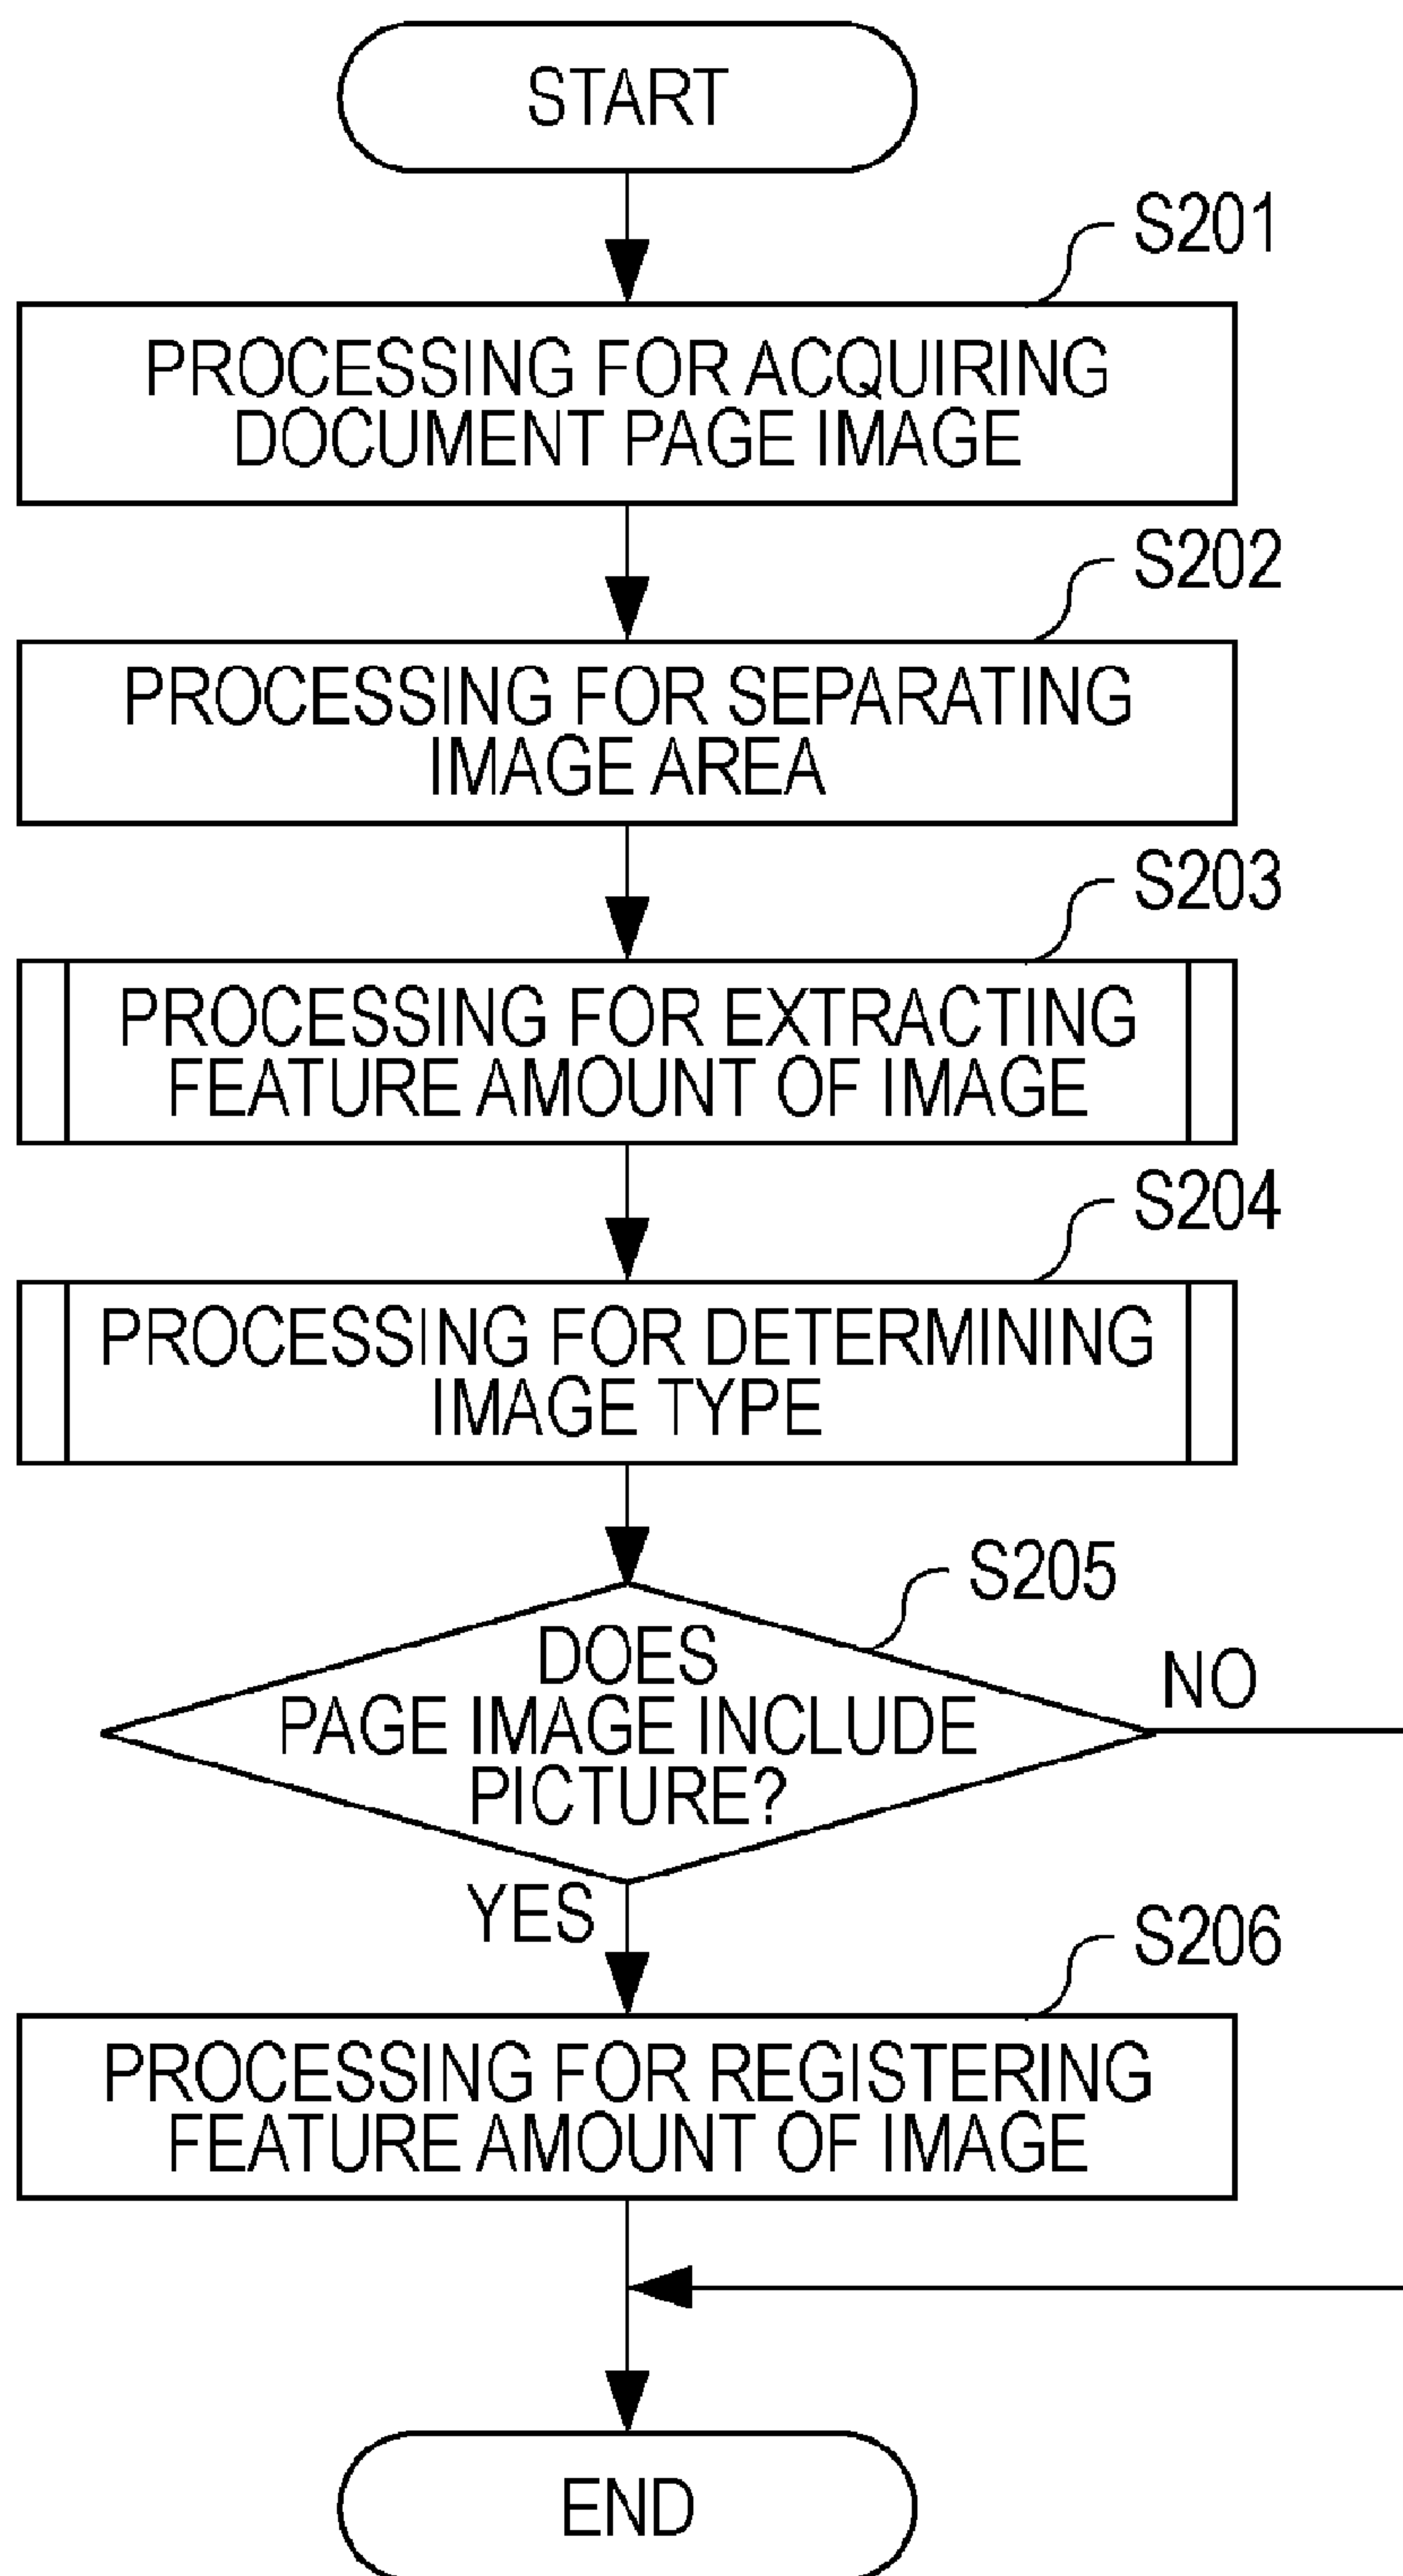 START
S201
PROCESSING FOR ACQUIRING
DOCUMENT PAGE IMAGE
S202
PROCESSING FOR SEPARATING
IMAGE AREA
S203
PROCESSING FOR EXTRACTING
FEATURE AMOUNT OF IMAGE
S204
PROCESSING FOR DETERMINING
IMAGE TYPE
S205
DOES
PAGE IMAGE INCLUDE
PICTURE?
NO
YES
S206
PROCESSING FOR REGISTERING
FEATURE AMOUNT OF IMAGE
END